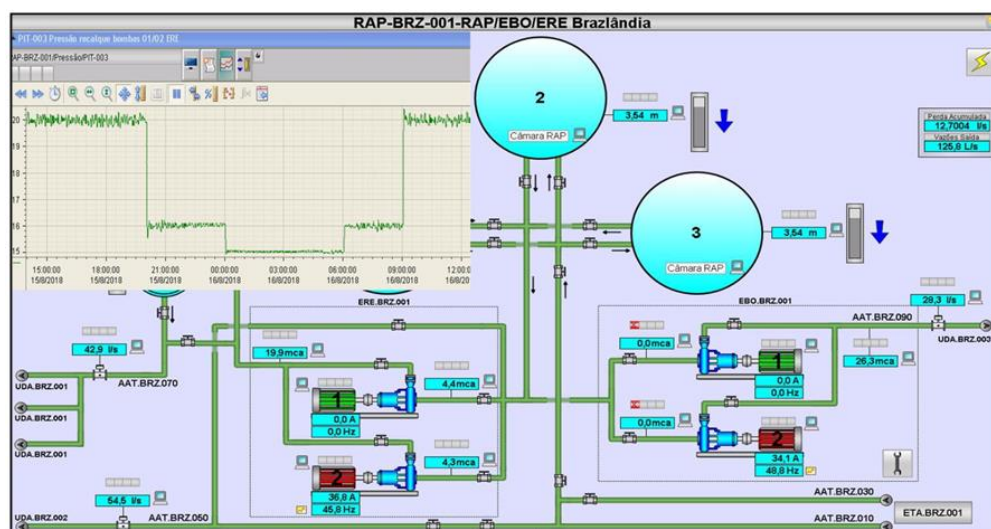 RAP-BRZ-001-RAP/EBO/ERE Brazlândia
PIT-003 Pressão recalque bombas 01/02 ERE
AP-BRZ-001/Pressão/PIT-003
20
19
18
17
16
15
15:00:00 18:00:00 21:00:00 00:00:00 03:00:00 06:00:00 09:00:00 12:0
15/8/2018 15/8/2018 15/8/2018 16/8/2018 16/8/2018 16/8/2018 16/8/2018 16/8
2
Câmara RAP
3,54 m
Perda Acumulada
12,7004 l/s
Vazões Saída
125,8 L/s
3
Câmara RAP
3,54 m
ERE.BRZ.001
EBO.BRZ.001
28,3 l/s
AAT.BRZ.090
UDA.BRZ.003
42,9 l/s
19,9mca
0,0mca
26,3mca
UDA.BRZ.001
AAT.BRZ.070
1
4,4mca
1
0,0 A
0,0 Hz
0,0 A
0,0 Hz
UDA.BRZ.001
0,0mca
UDA.BRZ.001
2
4,3mca
2
36,8 A
45,8 Hz
34,1 A
48,8 Hz
54,5 l/s
AAT.BRZ.030
UDA.BRZ.002
AAT.BRZ.050
AAT.BRZ.010
ETA.BRZ.001